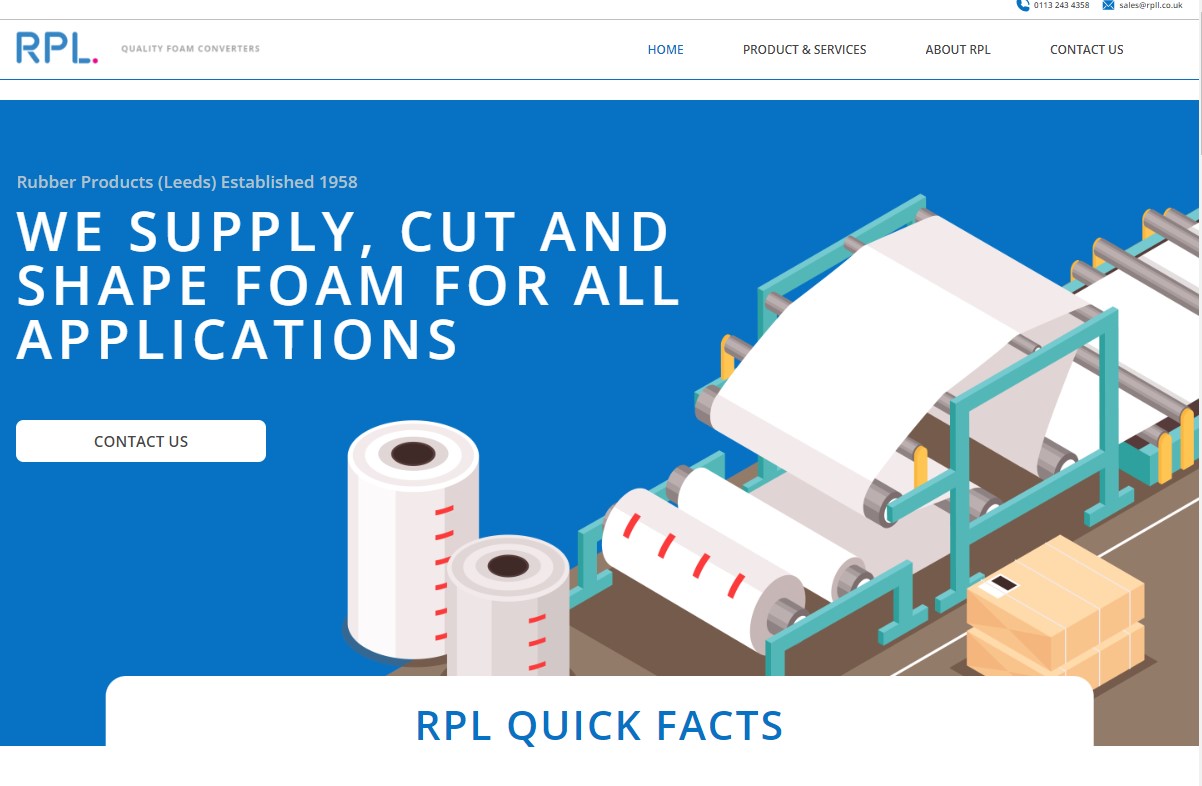 0113 243 4358 sales@rpll.co.uk
RPL. QUALITY FOAM CONVERTERS HOME PRODUCT & SERVICES ABOUT RPL CONTACT US
Rubber Products (Leeds) Established 1958
WE SUPPLY, CUT AND
SHAPE FOAM FOR ALL
APPLICATIONS
CONTACT US
RPL QUICK FACTS